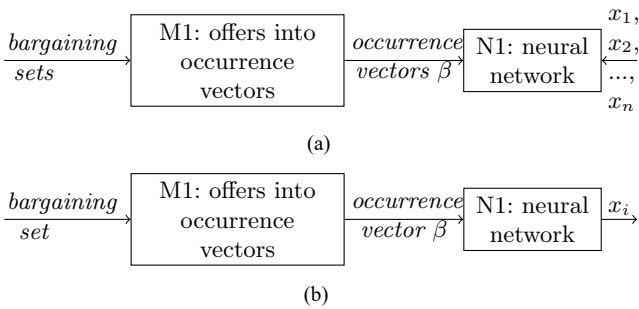 bargaining
sets
M1: offers into
occurrence
vectors
occurrence
vectors β
N1: neural
network
x1,
x2,
...,
xn
(a)
bargaining
set
M1: offers into
occurrence
vectors
occurrence
vector β
N1: neural
network
xi
(b)